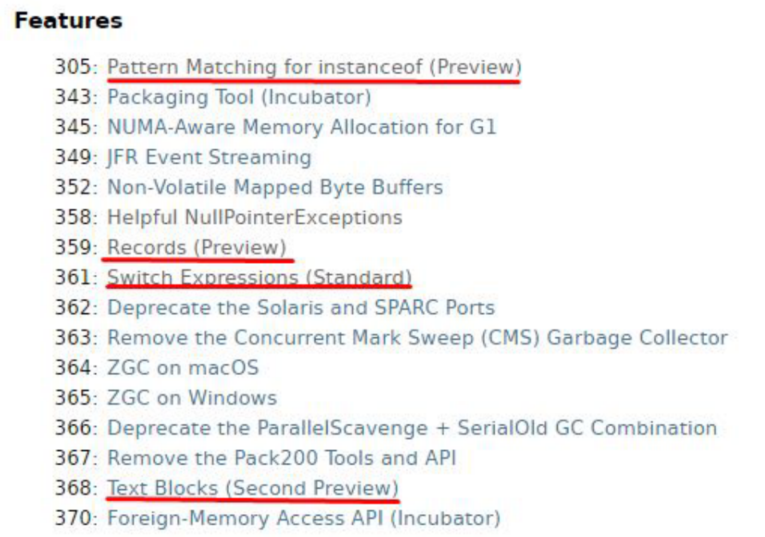 Features
305: Pattern Matching for instanceof (Preview)
343: Packaging Tool (Incubator)
345: NUMA-Aware Memory Allocation for G1
349: JFR Event Streaming
352: Non-Volatile Mapped Byte Buffers
358: Helpful NullPointerExceptions
359: Records (Preview)
361: Switch Expressions (Standard)
362: Deprecate the Solaris and SPARC Ports
363: Remove the Concurrent Mark Sweep (CMS) Garbage Collector
364: ZGC on macOS
365: ZGC on Windows
366: Deprecate the ParallelScavenge + SerialOld GC Combination
367: Remove the Pack200 Tools and API
368: Text Blocks (Second Preview)
370: Foreign-Memory Access API (Incubator)